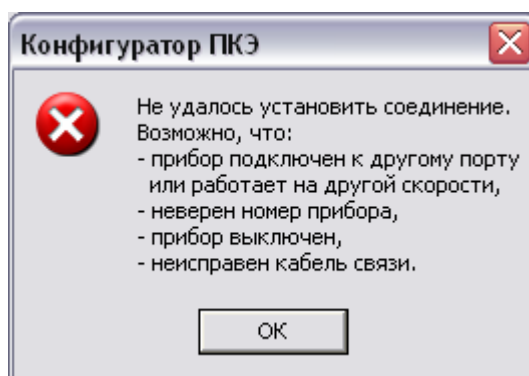 Конфигуратор ПКЭ
Не удалось установить соединение.
Возможно, что:
- прибор подключен к другому порту
или работает на другой скорости,
- неверен номер прибора,
- прибор выключен,
- неисправен кабель связи.
ОК